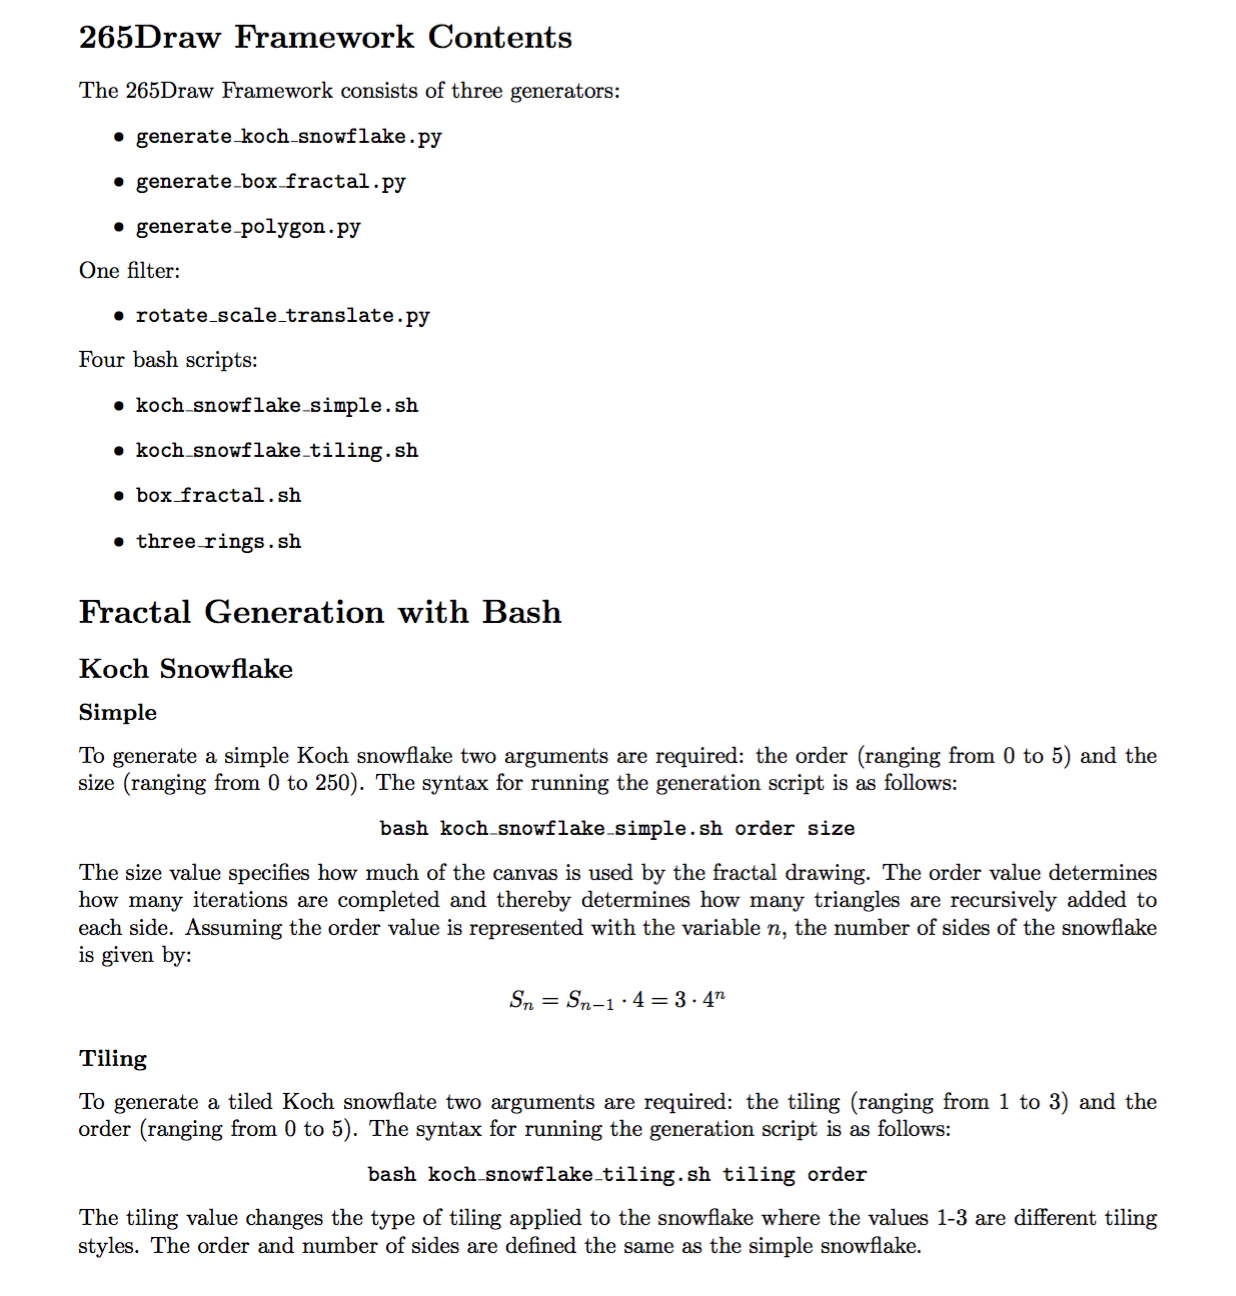 265Draw Framework Contents
The 265Draw Framework consists of three generators:
• generate_koch_snowflake.py
• generate_box_fractal.py
• generate_polygon.py
One filter:
• rotate_scale_translate.py
Four bash scripts:
• koch_snowflake_simple.sh
• koch_snowflake_tiling.sh
• box_fractal.sh
• three_rings.sh
Fractal Generation with Bash
Koch Snowflake
Simple
To generate a simple Koch snowflake two arguments are required: the order (ranging from 0 to 5) and the
size (ranging from 0 to 250). The syntax for running the generation script is as follows:
bash koch_snowflake_simple.sh order size
The size value specifies how much of the canvas is used by the fractal drawing. The order value determines
how many iterations are completed and thereby determines how many triangles are recursively added to
each side. Assuming the order value is represented with the variable n, the number of sides of the snowflake
is given by:
Sₙ = Sₙ₋₁ · 4 = 3 · 4ⁿ
Tiling
To generate a tiled Koch snowflate two arguments are required: the tiling (ranging from 1 to 3) and the
order (ranging from 0 to 5). The syntax for running the generation script is as follows:
bash koch_snowflake_tiling.sh tiling order
The tiling value changes the type of tiling applied to the snowflake where the values 1-3 are different tiling
styles. The order and number of sides are defined the same as the simple snowflake.